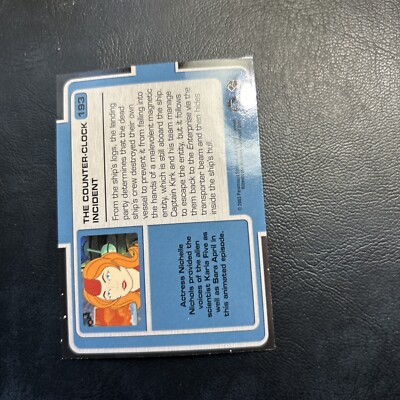 THE COUNTER-CLOCK
INCIDENT
193
From the ship's logs, the landing
party determines that the dead
ship's crew destroyed their own
vessel to prevent it from falling into
the hands of a malevolent magnetic
entity, which is still aboard the ship.
Captain Kirk and his team manage
to escape the entity, but it follows
them back to the Enterprise via the
transporter beam and then hides
inside the ship's hull.
Actress Nichelle
Nichols provided the
voices of the alien
scientist Karla Five as
well as Sara April in
this animated episode.